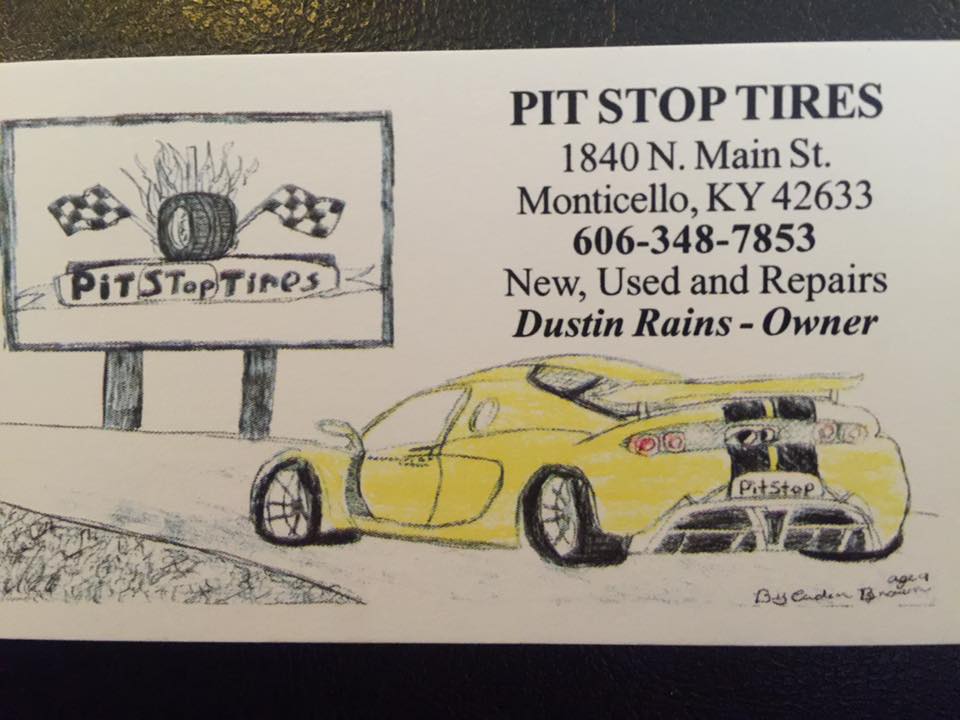 PIT STOP TIRES
1840 N. Main St.
Monticello, KY 42633
606-348-7853
New, Used and Repairs
Dustin Rains - Owner
PiTSTopTires
PitStop
age 9
By Caden Brown